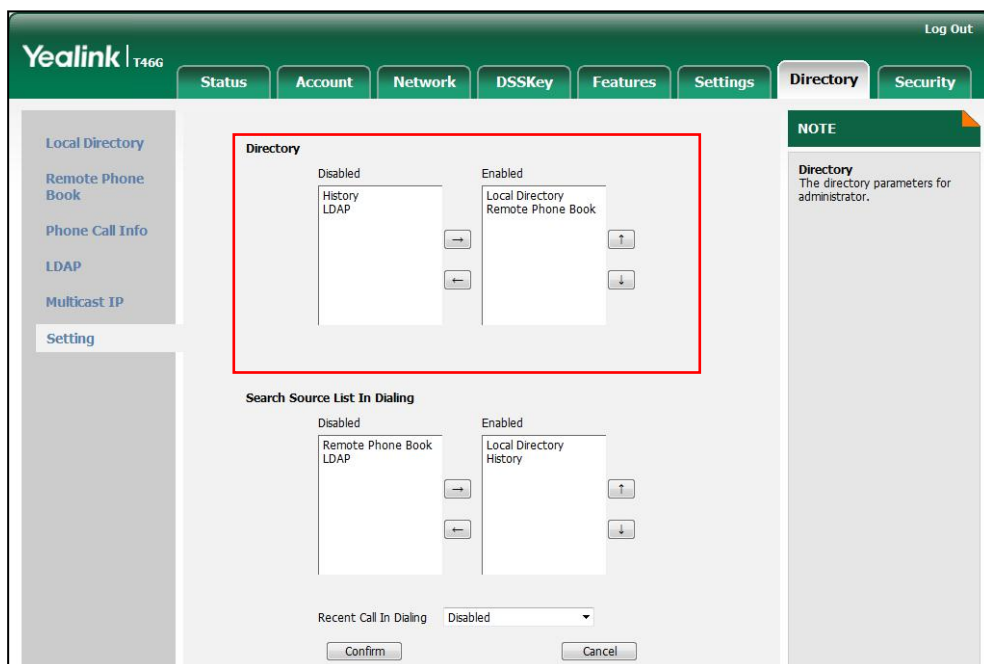 Log Out
Yealink T46G
Status Account Network DSSKey Features Settings Directory Security
Local Directory
Remote Phone
Book
Phone Call Info
LDAP
Multicast IP
Setting
Directory
Disabled Enabled
History
LDAP
Local Directory
Remote Phone Book
→ ↑
← ↓
Search Source List In Dialing
Disabled Enabled
Remote Phone Book
LDAP
Local Directory
History
→ ↑
← ↓
Recent Call In Dialing Disabled
Confirm Cancel
NOTE
Directory
The directory parameters for
administrator.